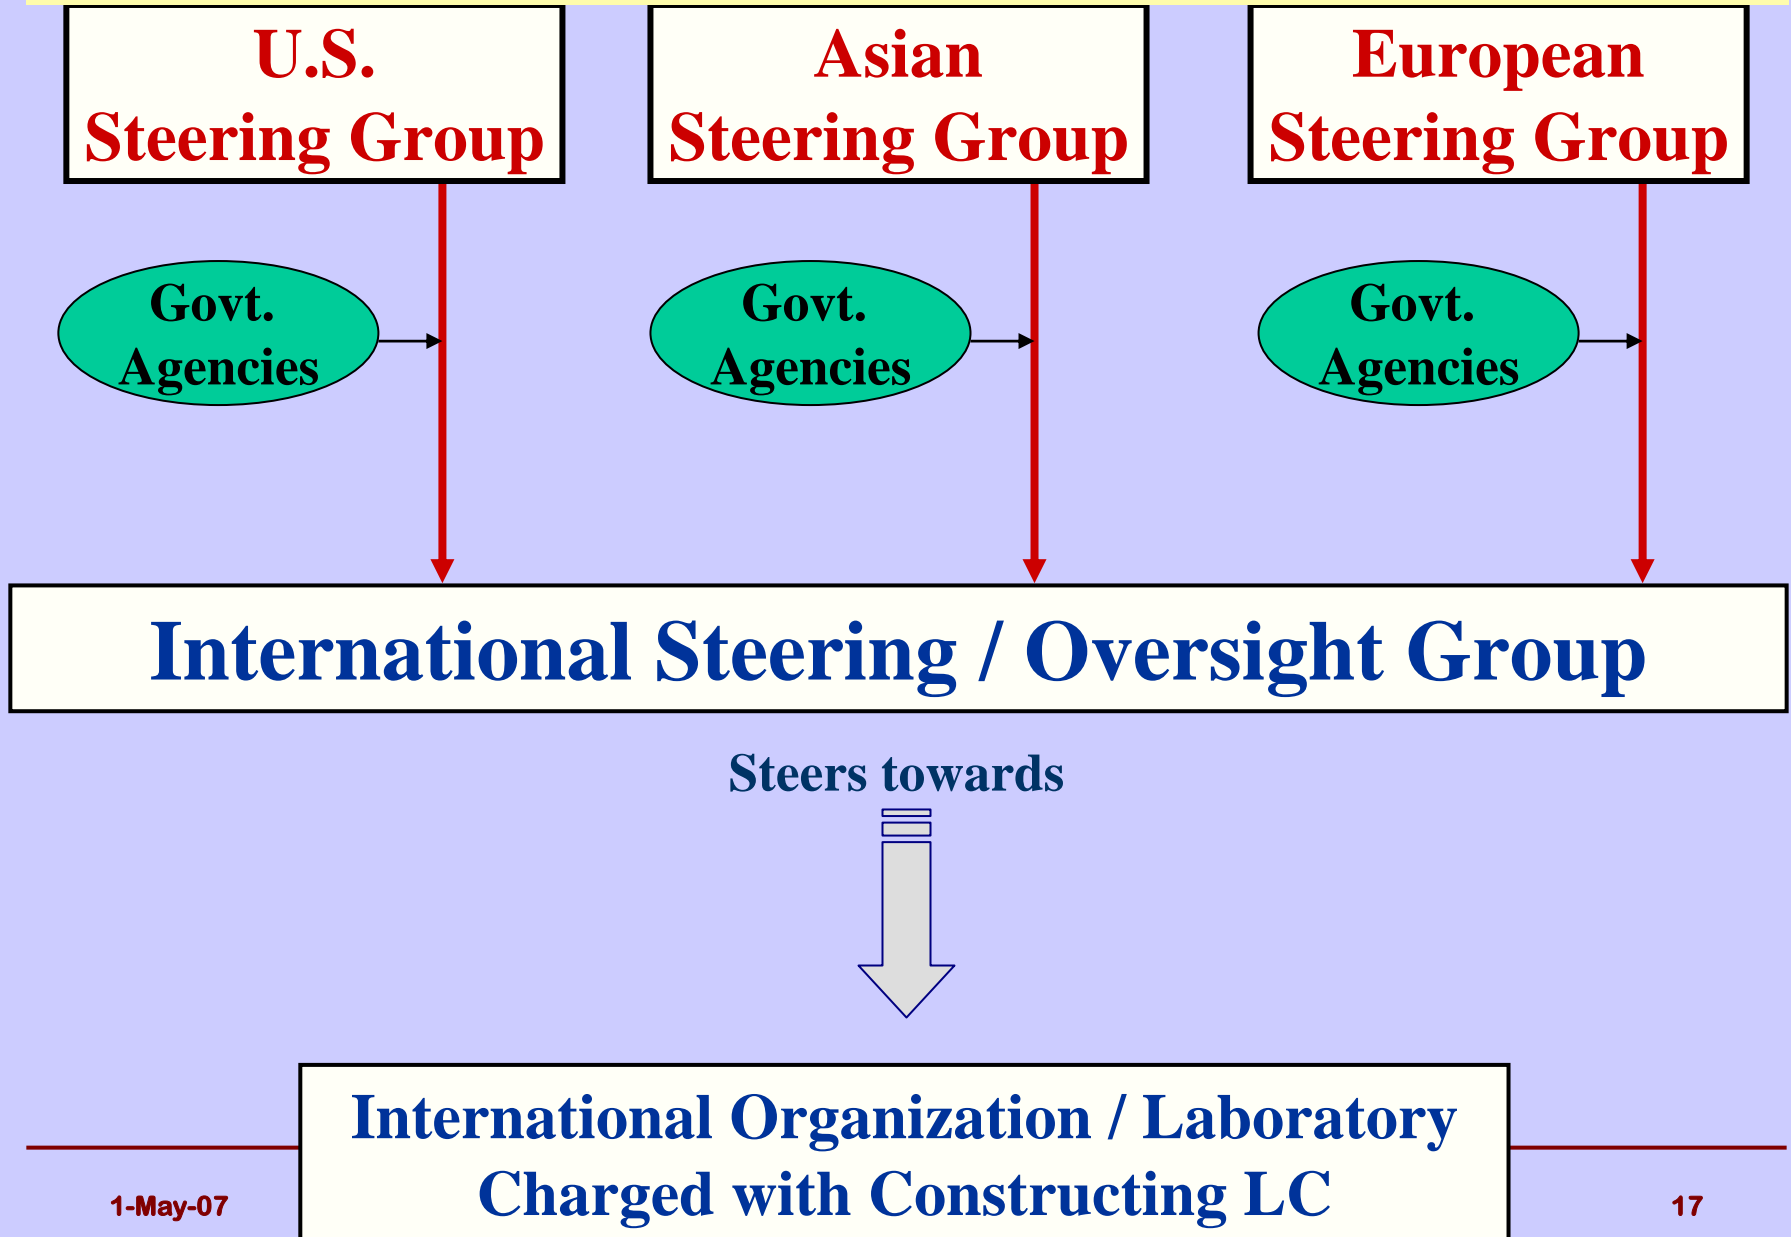 U.S.
Steering Group
Asian
Steering Group
European
Steering Group
Govt.
Agencies
Govt.
Agencies
Govt.
Agencies
International Steering / Oversight Group
Steers towards
International Organization / Laboratory
Charged with Constructing LC
1-May-07
17